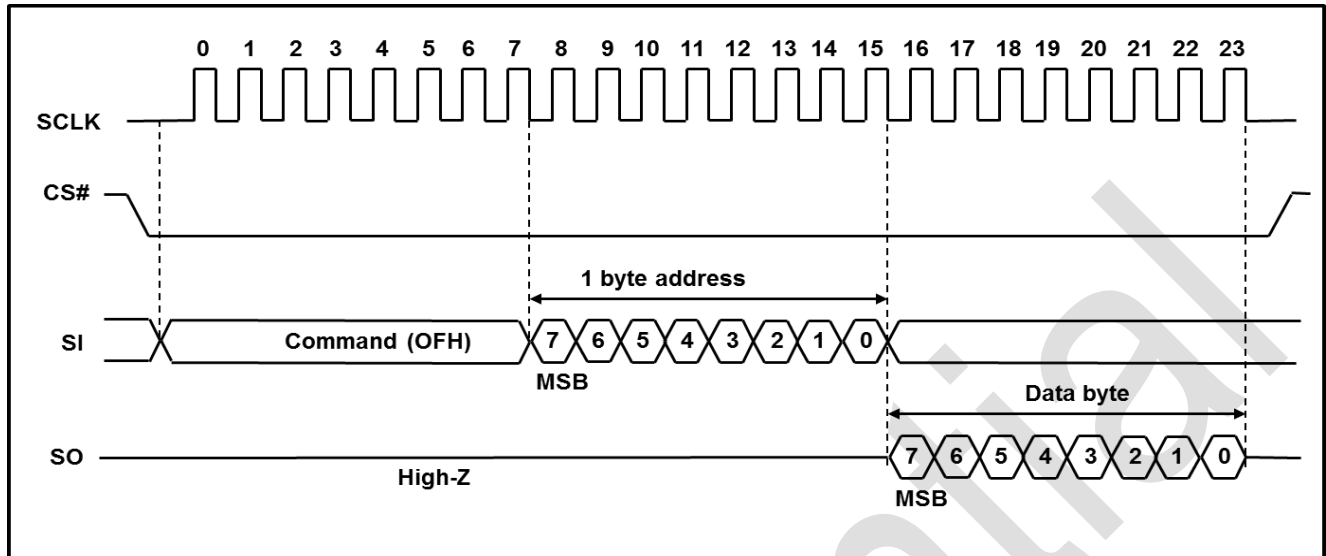 0 1 2 3 4 5 6 7 8 9 10 11 12 13 14 15 16 17 18 19 20 21 22 23
SCLK
CS#
1 byte address
SI Command (OFH) 7 6 5 4 3 2 1 0
MSB
Data byte
SO 7 6 5 4 3 2 1 0
High-Z
MSB